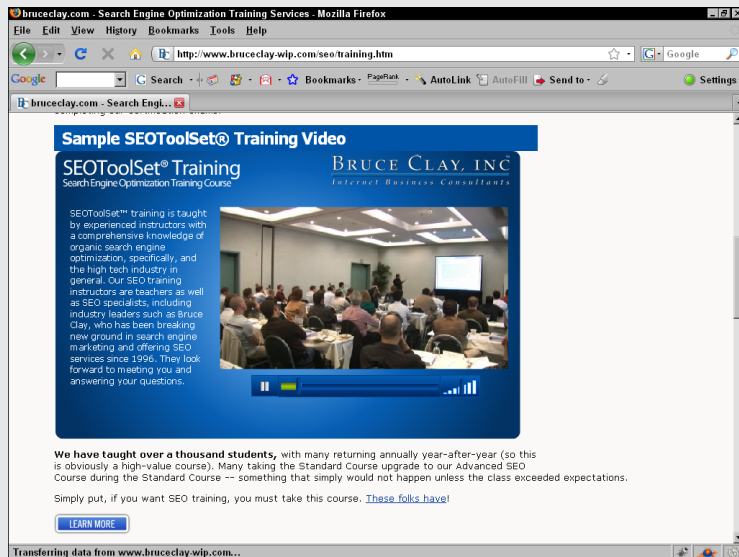 bruceclay.com - Search Engine Optimization Training Services - Mozilla Firefox
File Edit View History Bookmarks Tools Help
http://www.bruceclay-wip.com/seo/training.htm
G Google
Google Search Bookmarks PageRank AutoLink AutoFill Send to Settings
bruceclay.com - Search Engi...
Sample SEOToolSet® Training Video
SEOToolSet® Training
Search Engine Optimization Training Course
BRUCE CLAY, INC
Internet Business Consultants
SEOToolSet™ training is taught
by experienced instructors with
a comprehensive knowledge of
organic search engine
optimization, specifically, and
the high tech industry in
general. Our SEO training
instructors are teachers as well
as SEO specialists, including
industry leaders such as Bruce
Clay, who has been breaking
new ground in search engine
marketing and offering SEO
services since 1996. They look
forward to meeting you and
answering your questions.
We have taught over a thousand students, with many returning annually year-after-year (so this
is obviously a high-value course). Many taking the Standard Course upgrade to our Advanced SEO
Course during the Standard Course -- something that simply would not happen unless the class exceeded expectations.
Simply put, if you want SEO training, you must take this course. These folks have!
LEARN MORE
Transferring data from www.bruceclay-wip.com...